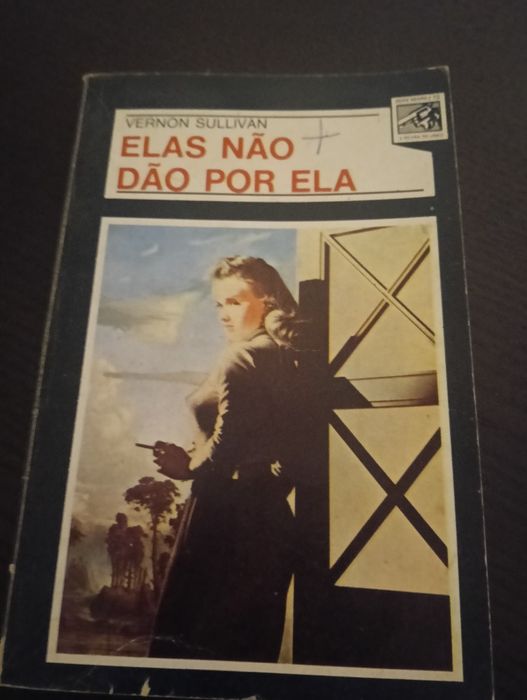 VERNON SULLIVAN
ELAS NÃO
DÃO POR ELA